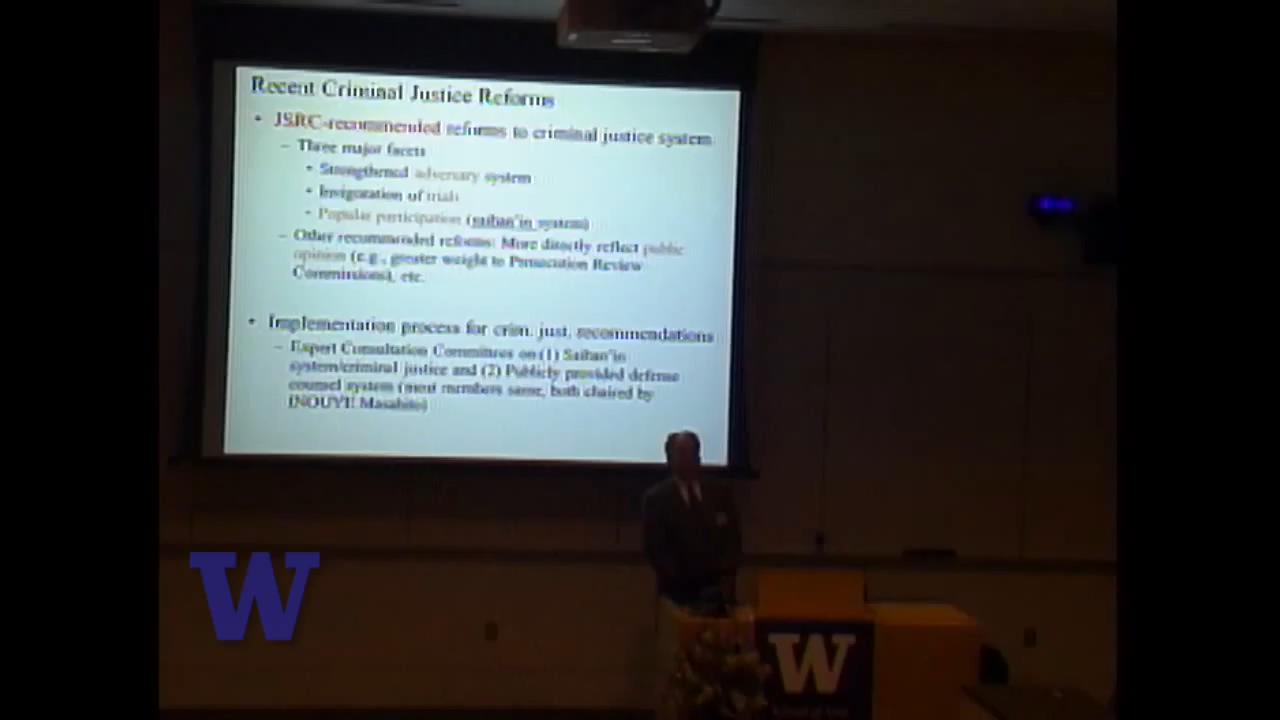 Recent Criminal Justice Reforms
• JSRC-recommended reforms to criminal justice system
– Three major facets
• Strengthened adversary system
• Invigoration of trials
• Popular participation (saiban'in system)
– Other recommended reforms: More directly reflect public
opinion (e.g., greater weight to Prosecution Review
Commissions), etc.
• Implementation process for crim. just. recommendations
– Expert Consultation Committees on (1) Saiban'in
system/criminal justice and (2) Publicly provided defense
counsel system (most members same, both chaired by
INOUYE Masahito)
W
W